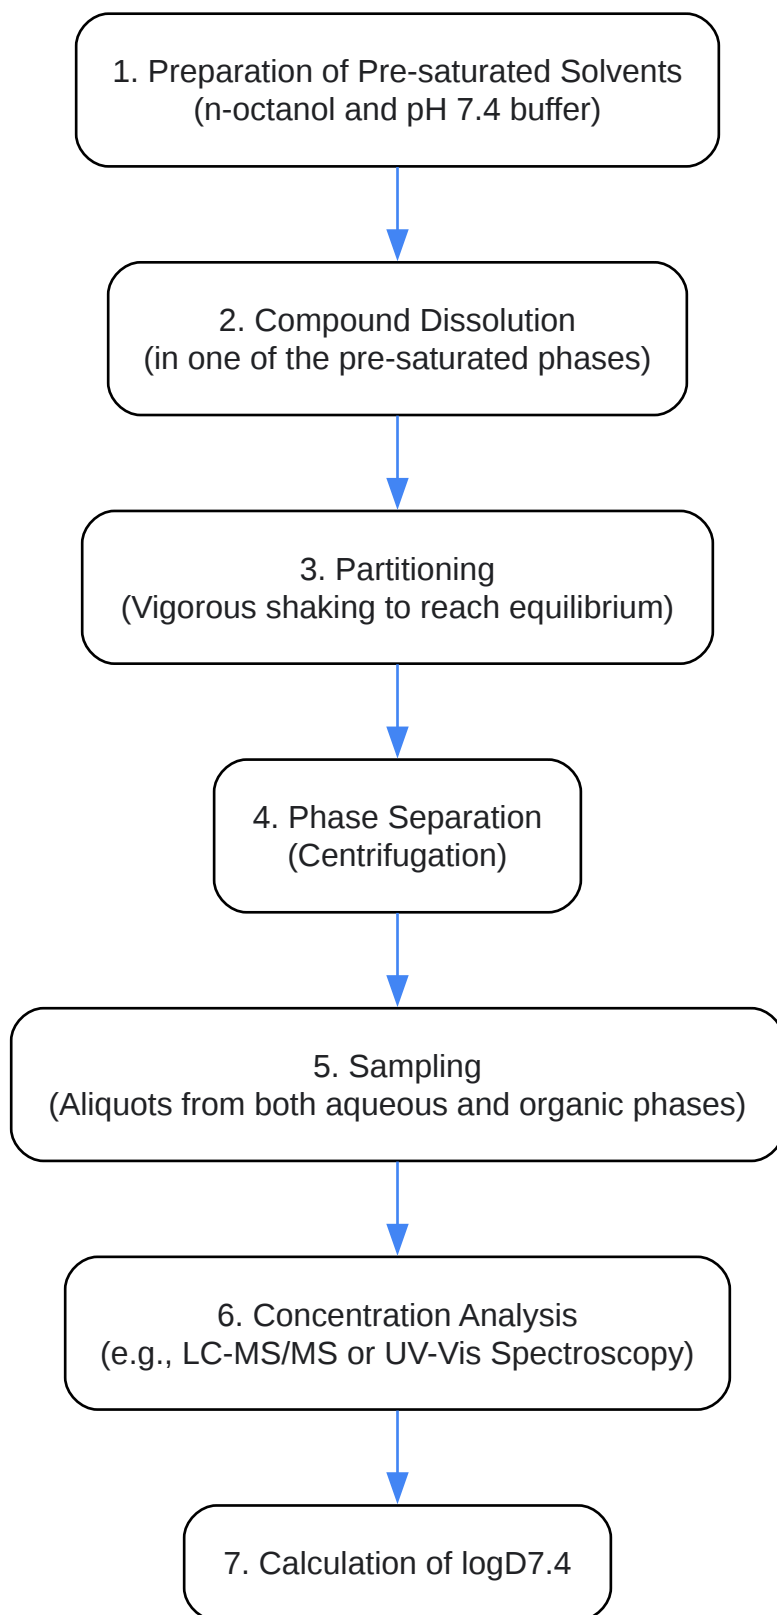 1. Preparation of Pre-saturated Solvents
(n-octanol and pH 7.4 buffer)
2. Compound Dissolution
(in one of the pre-saturated phases)
3. Partitioning
(Vigorous shaking to reach equilibrium)
4. Phase Separation
(Centrifugation)
5. Sampling
(Aliquots from both aqueous and organic phases)
6. Concentration Analysis
(e.g., LC-MS/MS or UV-Vis Spectroscopy)
7. Calculation of logD7.4